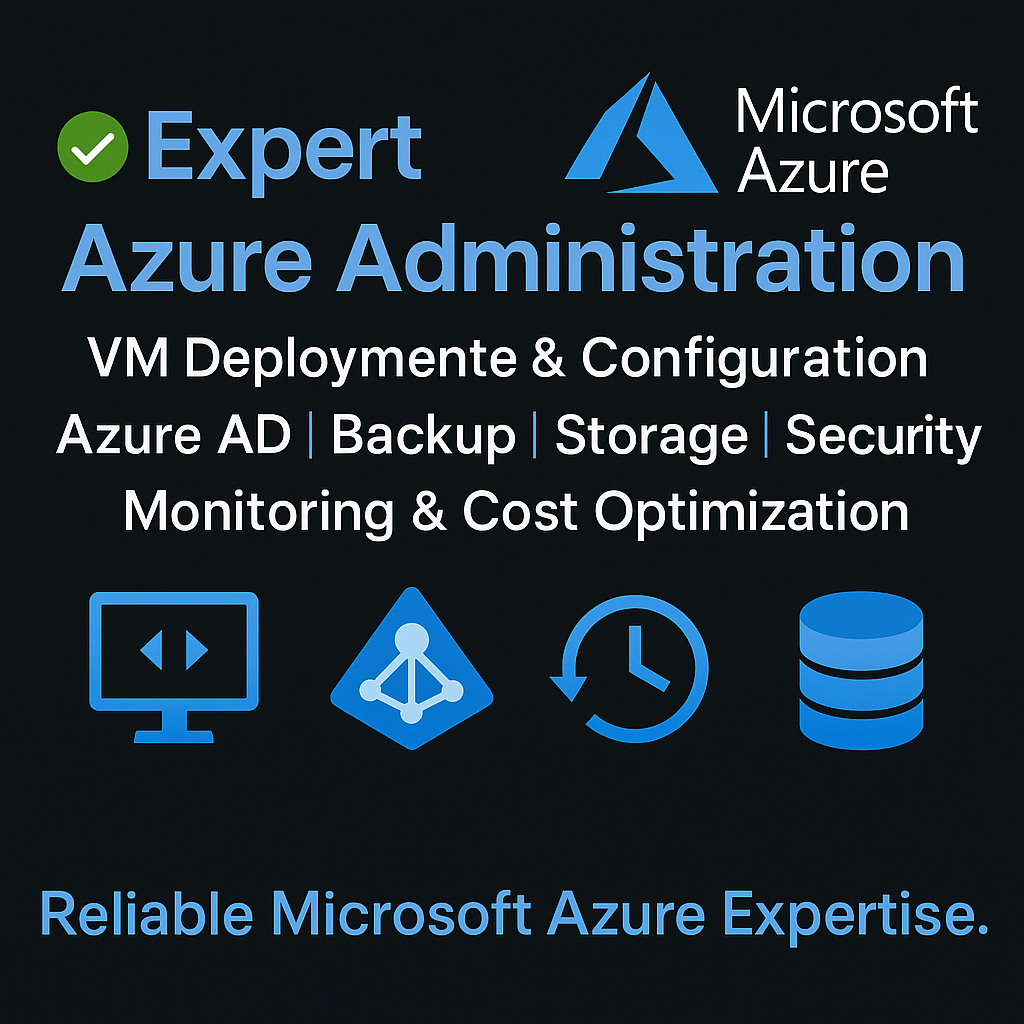 Expert
Microsoft
Azure
Azure Administration
VM Deploymente & Configuration
Azure AD | Backup | Storage | Security
Monitoring & Cost Optimization
Reliable Microsoft Azure Expertise.